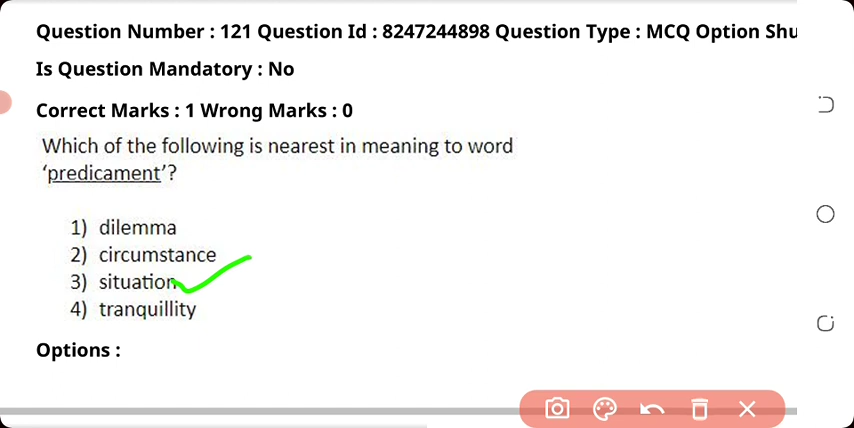 Question Number : 121 Question Id : 8247244898 Question Type : MCQ Option Shu
Is Question Mandatory : No
Correct Marks : 1 Wrong Marks : 0
Which of the following is nearest in meaning to word
‘predicament’?
1) dilemma
2) circumstance
3) situation
4) tranquillity
Options :